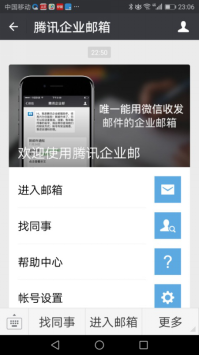 中国移动
23:06
腾讯企业邮箱
22:50
腾讯企业邮箱
唯一能用微信收发
邮件的企业邮箱
欢迎使用腾讯企业邮
进入邮箱
找同事
帮助中心
帐号设置
找同事 进入邮箱 更多